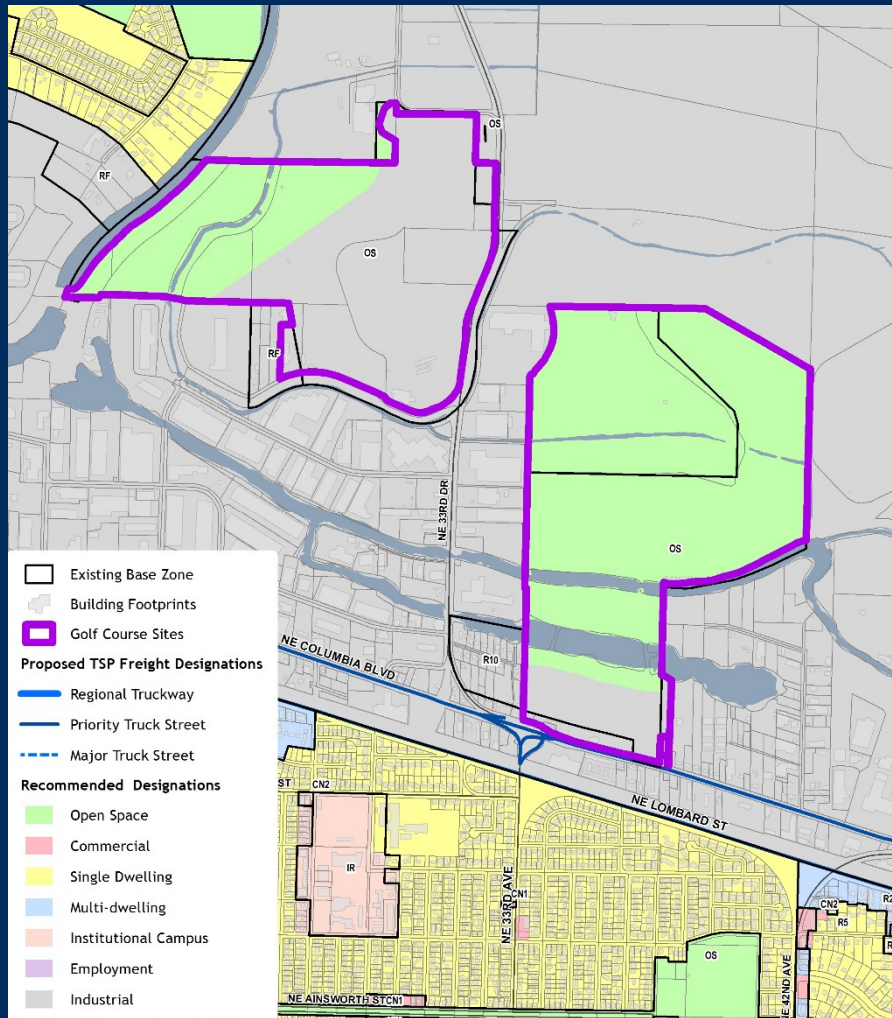 RF
OS
OS
RF
NE 33RD DR
OS
R10
NE COLUMBIA BLVD
NE LOMBARD ST
ST
CN2
IR
NE 33RD AVE
CN1
CN2
R5
OS
NE 42ND AVE
NE AINSWORTH ST
CN1
Existing Base Zone
Building Footprints
Golf Course Sites
Proposed TSP Freight Designations
Regional Truckway
Priority Truck Street
Major Truck Street
Recommended Designations
Open Space
Commercial
Single Dwelling
Multi-dwelling
Institutional Campus
Employment
Industrial